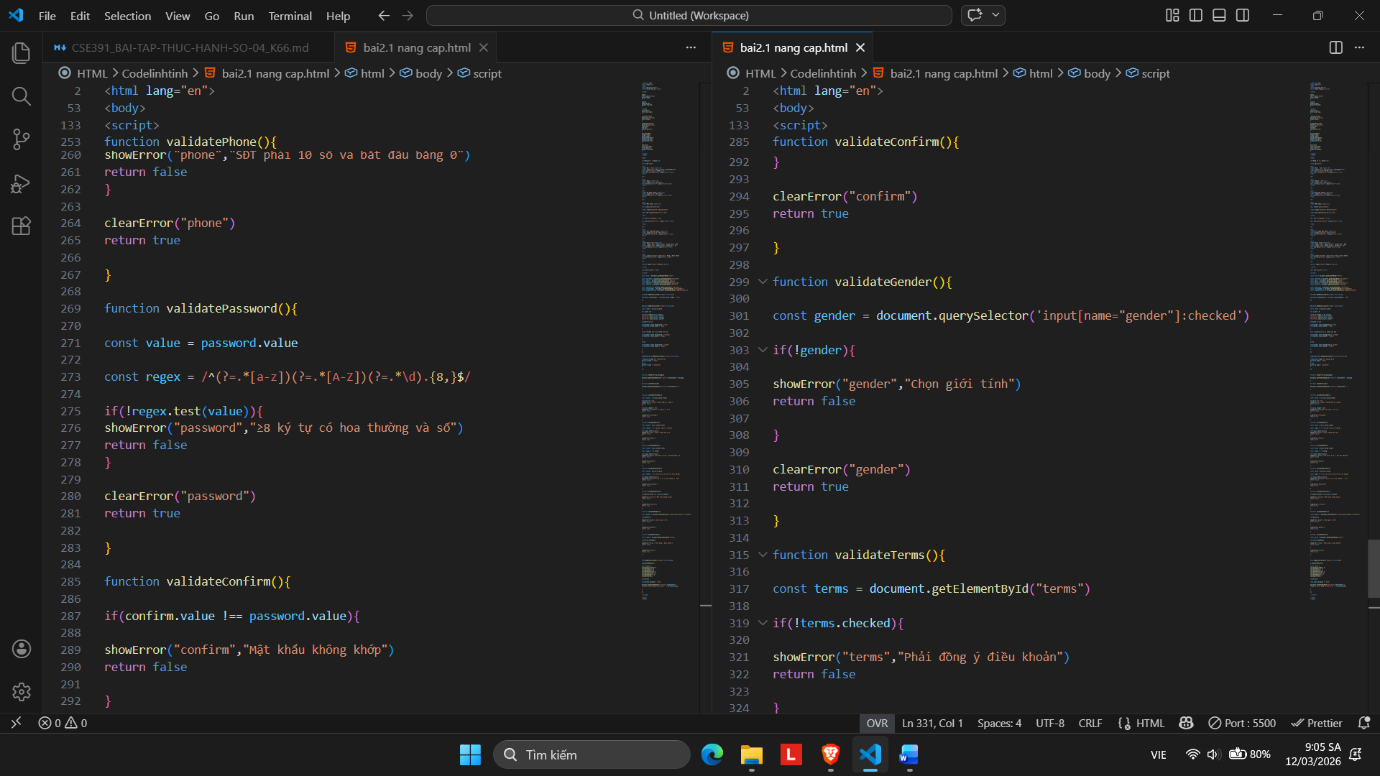 File Edit Selection View Go Run Terminal Help
Untitled (Workspace)
CSE391_BAI-TAP-THUC-HANH-SO-04_K66.md
bai2.1 nang cap.html
HTML > Codelinhtinh > bai2.1 nang cap.html > html > body > script
2 <html lang="en">
53 <body>
133 <script>
253 function validatePhone(){
260 showError("phone","SĐT phải 10 số và bắt đầu bằng 0")
261 return false
262 }
263
264 clearError("phone")
265 return true
266
267 }
268
269 function validatePassword(){
270
271 const value = password.value
272
273 const regex = /^(?=.*[a-z])(?=.*[A-Z])(?=.*\d).{8,}$/
274
275 if(!regex.test(value)){
276 showError("password","≥8 ký tự có hoa thường và số")
277 return false
278 }
279
280 clearError("password")
281 return true
282
283 }
284
285 function validateConfirm(){
286
287 if(confirm.value !== password.value){
288
289 showError("confirm","Mật khẩu không khớp")
290 return false
291
292 }
bai2.1 nang cap.html
HTML > Codelinhtinh > bai2.1 nang cap.html > html > body > script
2 <html lang="en">
53 <body>
133 <script>
285 function validateConfirm(){
292 }
293
294 clearError("confirm")
295 return true
296
297 }
298
299 function validateGender(){
300
301 const gender = document.querySelector('input[name="gender"]:checked')
302
303 if(!gender){
304
305 showError("gender","Chọn giới tính")
306 return false
307
308 }
309
310 clearError("gender")
311 return true
312
313 }
314
315 function validateTerms(){
316
317 const terms = document.getElementById("terms")
318
319 if(!terms.checked){
320
321 showError("terms","Phải đồng ý điều khoản")
322 return false
323
324 }
0 0
OVR Ln 331, Col 1 Spaces: 4 UTF-8 CRLF {} HTML Port : 5500 Prettier
Tìm kiếm
L
W
VIE
80%
9:05 SA
12/03/2026